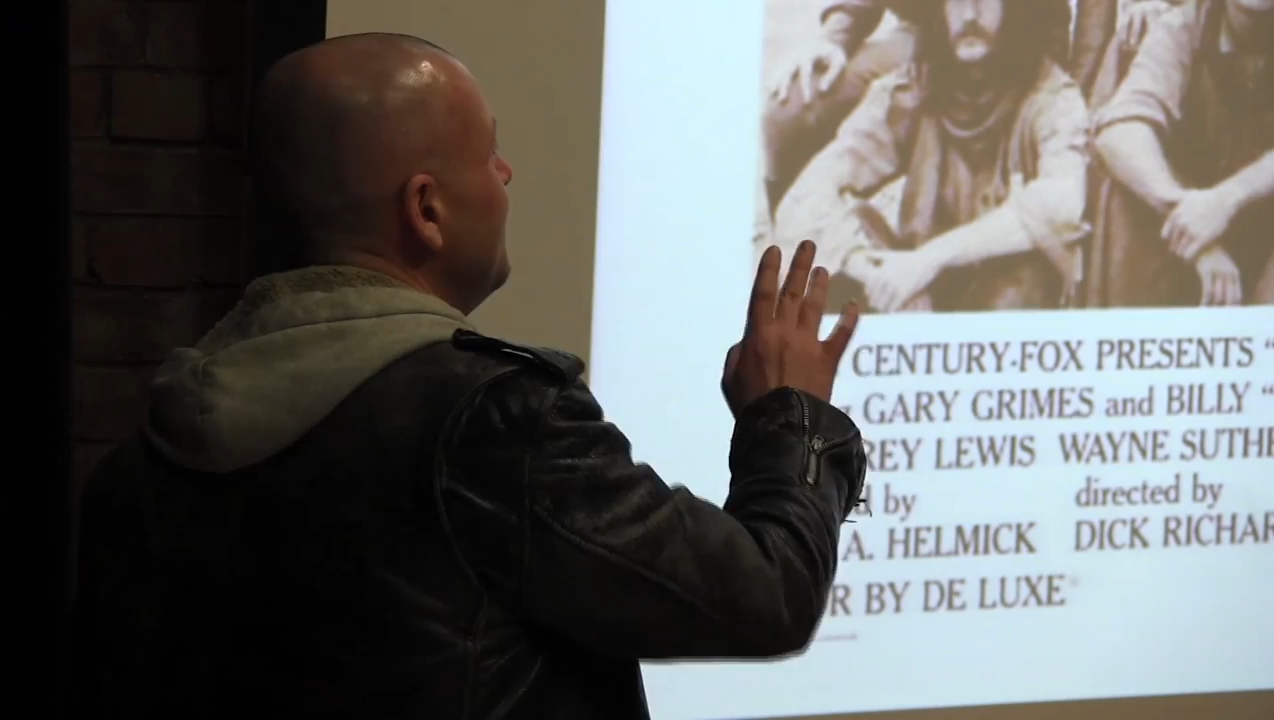 CENTURY-FOX PRESENTS “
GARY GRIMES and BILLY “
REY LEWIS WAYNE SUTHE
d by directed by
A. HELMICK DICK RICHAR
R BY DE LUXE®